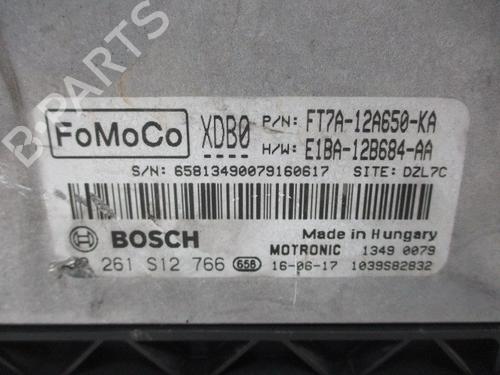 B-PARTS
FoMoCo XDB0 P/N: FT7A-12A650-KA
H/W: E1BA-12B684-AA
S/N: 65813490079160617 SITE: DZL7C
BOSCH Made in Hungary
MOTRONIC 1349 0079
261 S12 766 658 16-06-17 1039S82832